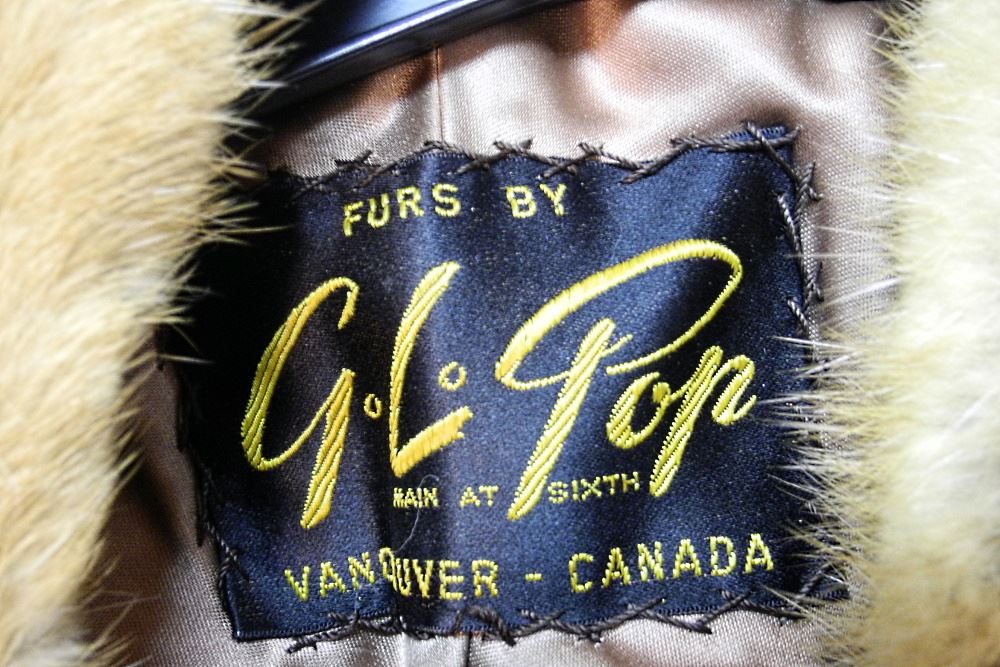 FURS BY
G. L. Pop
MAIN AT SIXTH
VANCOUVER - CANADA